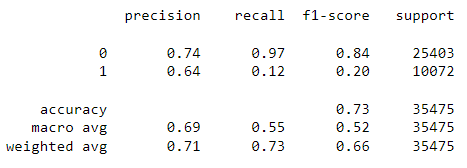 precision recall f1-score support
0 0.74 0.97 0.84 25403
1 0.64 0.12 0.20 10072
accuracy 0.73 35475
macro avg 0.69 0.55 0.52 35475
weighted avg 0.71 0.73 0.66 35475